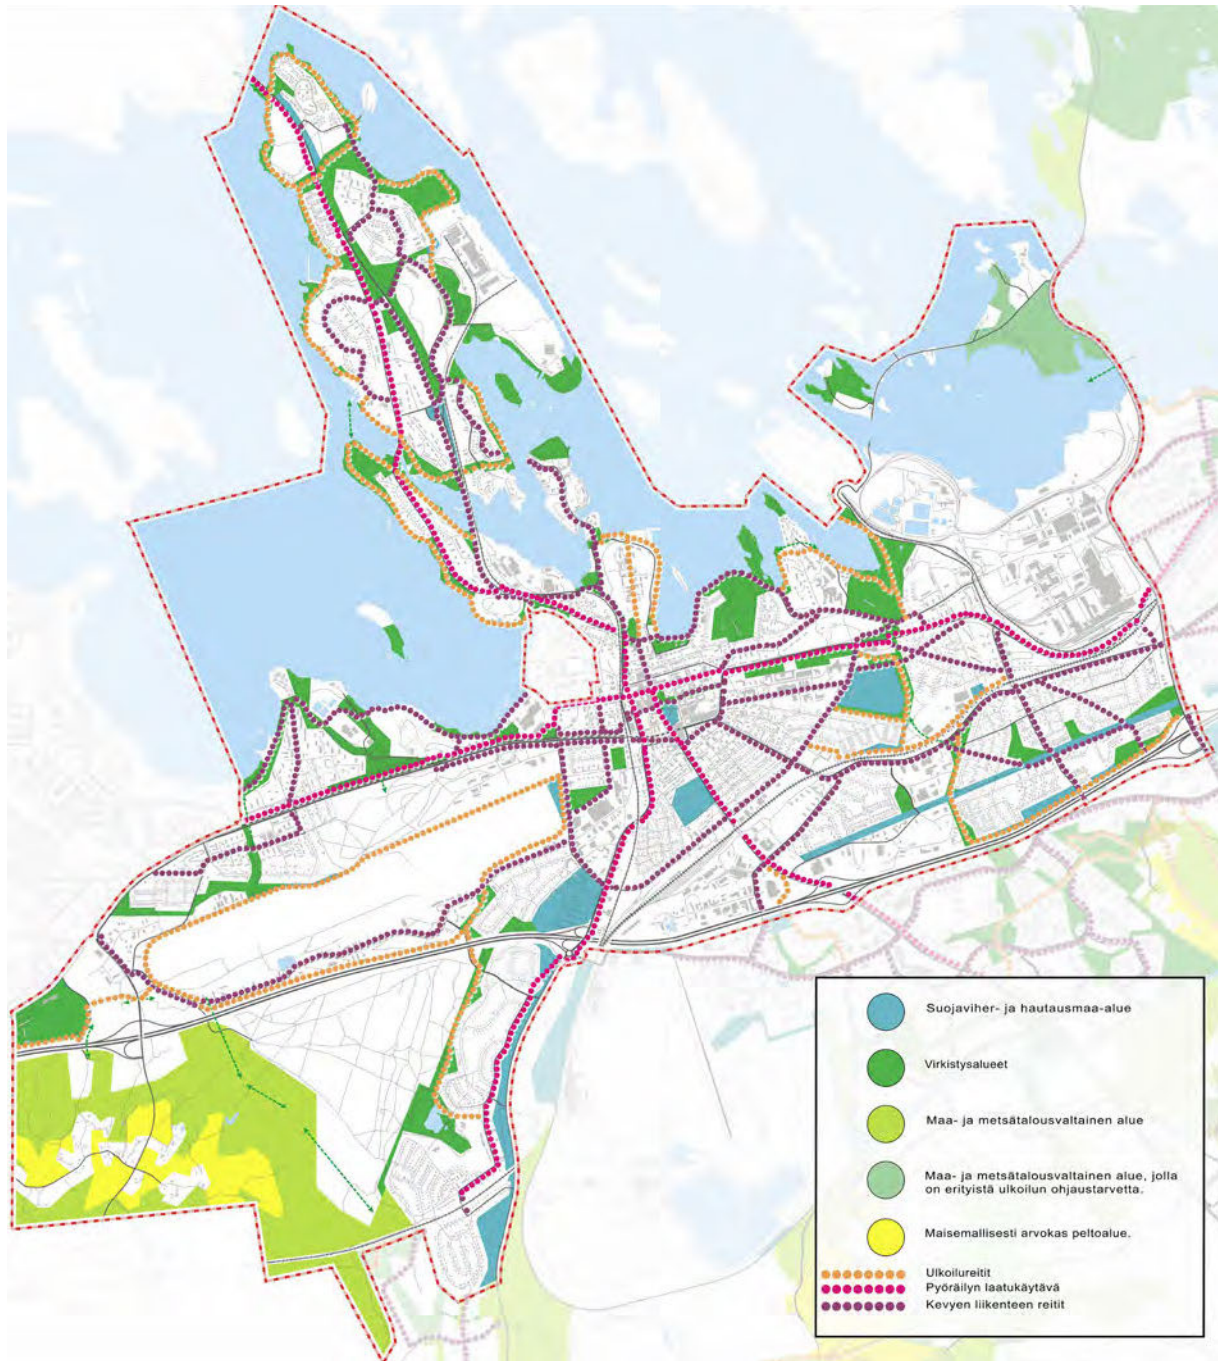 Suojaviher- ja hautausmaa-alue
Virkistysalueet
Maa- ja metsätalousvaltainen alue
Maa- ja metsätalousvaltainen alue, jolla
on erityistä ulkoilun ohjaustarvetta.
Maisemallisesti arvokas peltoalue.
Ulkoilureitit
Pyöräilyn laatukäytävä
Kevyen liikenteen reitit